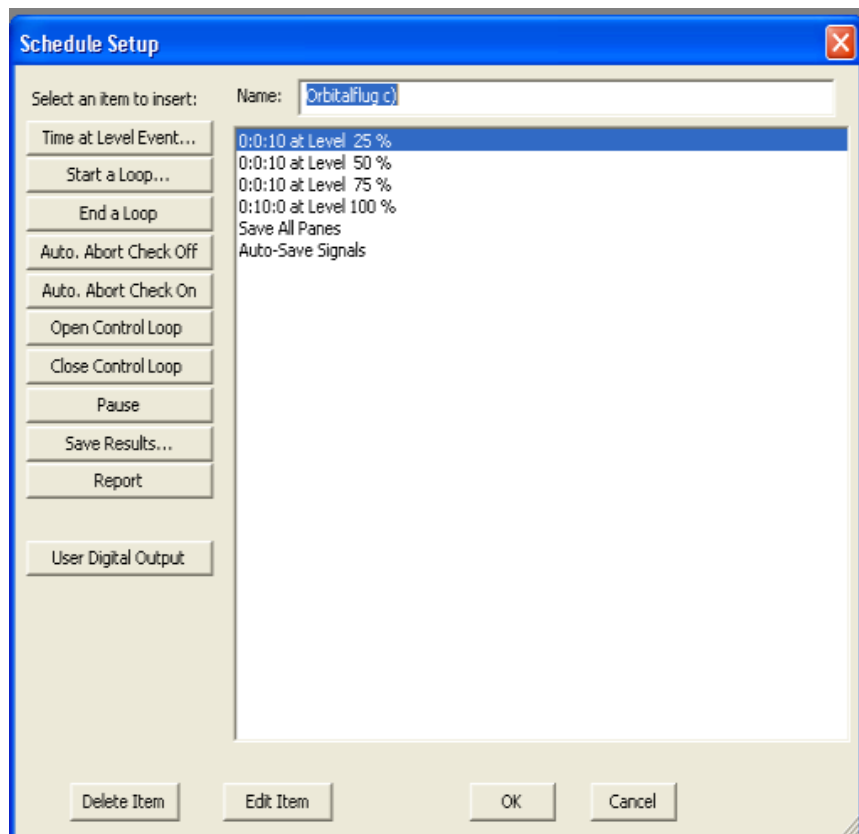 Schedule Setup
Select an item to insert:
Name: Orbitalflug c)
Time at Level Event...
Start a Loop...
End a Loop
Auto. Abort Check Off
Auto. Abort Check On
Open Control Loop
Close Control Loop
Pause
Save Results...
Report
User Digital Output
0:0:10 at Level 25 %
0:0:10 at Level 50 %
0:0:10 at Level 75 %
0:10:0 at Level 100 %
Save All Panes
Auto-Save Signals
Delete Item
Edit Item
OK
Cancel